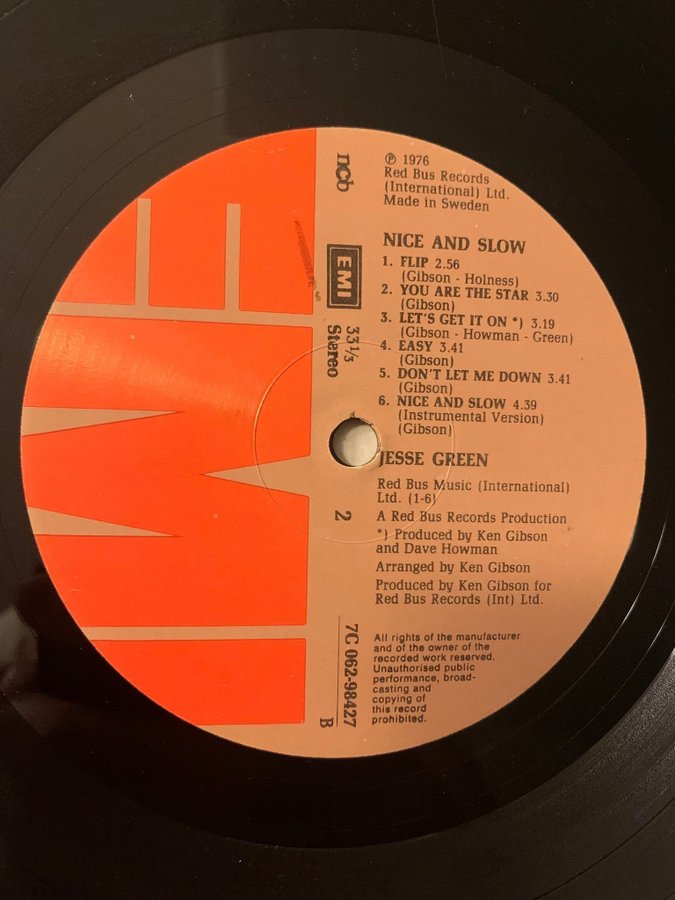 ℗ 1976
Red Bus Records
(International) Ltd.
Made in Sweden
NICE AND SLOW
1. FLIP 2.56
(Gibson - Holness)
2. YOU ARE THE STAR 3.30
(Gibson)
3. LET'S GET IT ON *) 3.19
(Gibson - Howman - Green)
4. EASY 3.41
(Gibson)
5. DON'T LET ME DOWN 3.41
(Gibson)
6. NICE AND SLOW 4.39
(Instrumental Version)
(Gibson)
JESSE GREEN
Red Bus Music (International)
Ltd. (1-6)
A Red Bus Records Production
*) Produced by Ken Gibson
and Dave Howman
Arranged by Ken Gibson
Produced by Ken Gibson for
Red Bus Records (Int) Ltd.
All rights of the manufacturer
and of the owner of the
recorded work reserved.
Unauthorised public
performance, broad-
casting and
copying of
this record
prohibited.
ncb
EMI
33 1/3
Stereo
2
7C 062-98427
B
EMI